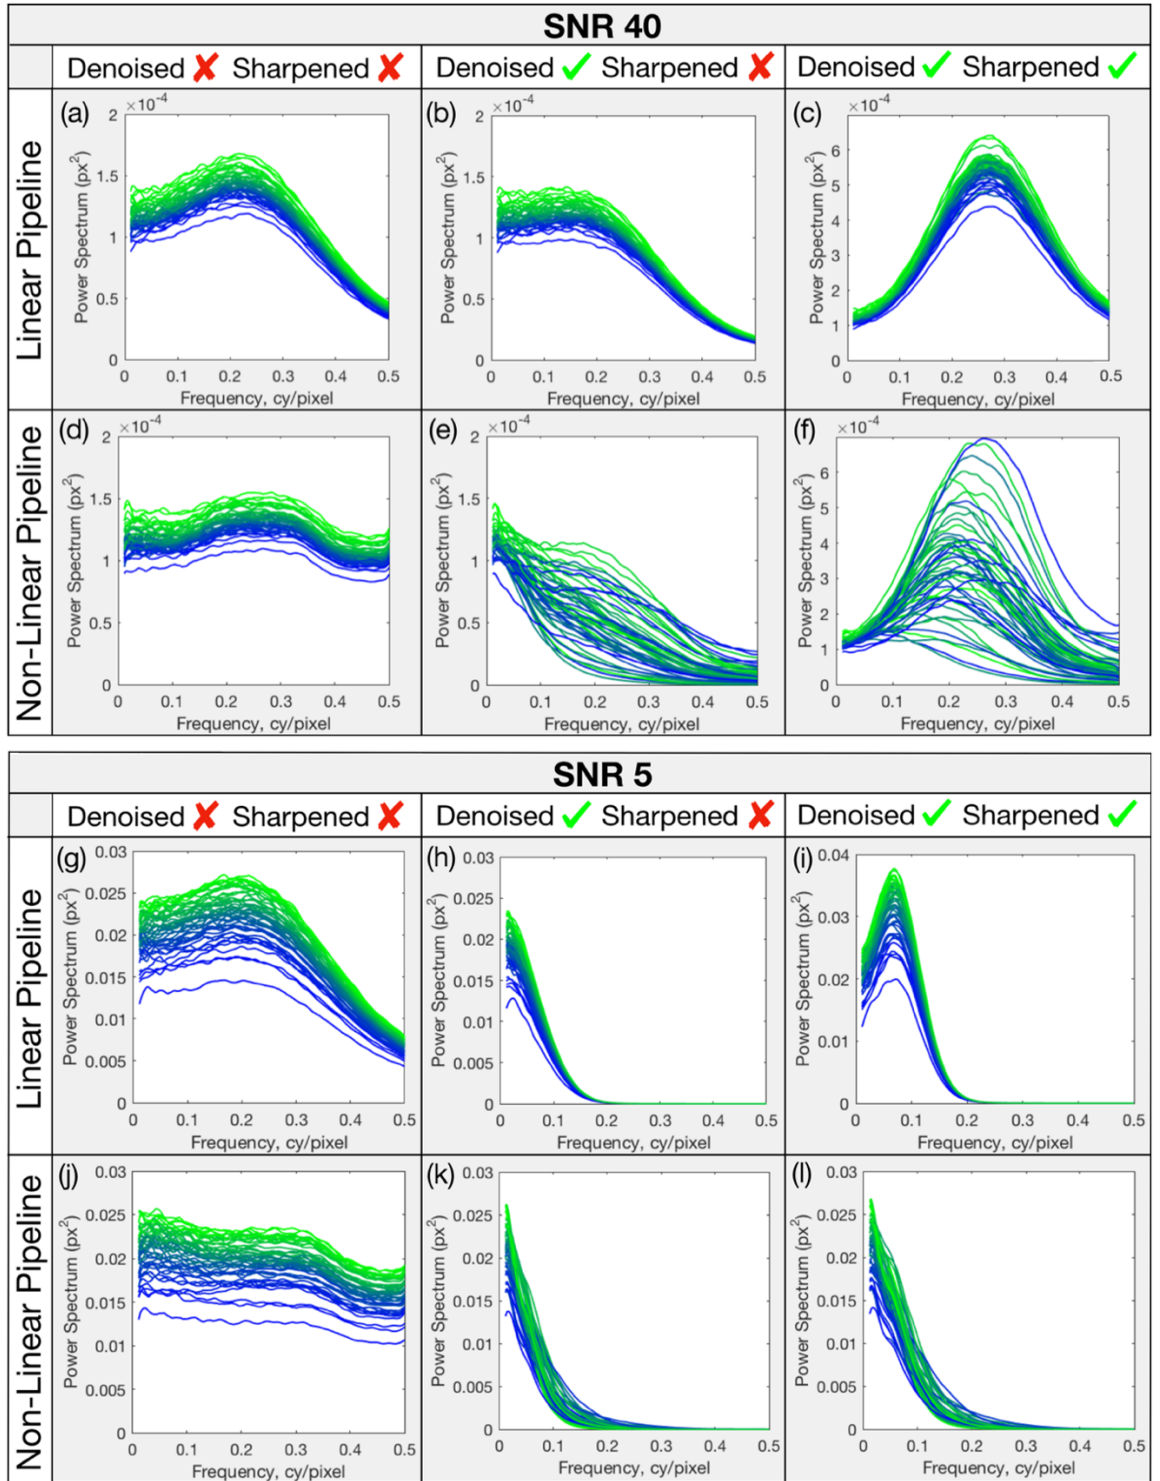 SNR 40
Denoised ✘ Sharpened ✘
Denoised ✓ Sharpened ✘
Denoised ✓ Sharpened ✓
Linear Pipeline
(a)
×10⁻⁴
Power Spectrum (px²)
2
1.5
1
0.5
0
0 0.1 0.2 0.3 0.4 0.5
Frequency, cy/pixel
(b)
×10⁻⁴
Power Spectrum (px²)
2
1.5
1
0.5
0
0 0.1 0.2 0.3 0.4 0.5
Frequency, cy/pixel
(c)
×10⁻⁴
Power Spectrum (px²)
6
5
4
3
2
1
0
0 0.1 0.2 0.3 0.4 0.5
Frequency, cy/pixel
Non-Linear Pipeline
(d)
×10⁻⁴
Power Spectrum (px²)
2
1.5
1
0.5
0
0 0.1 0.2 0.3 0.4 0.5
Frequency, cy/pixel
(e)
×10⁻⁴
Power Spectrum (px²)
2
1.5
1
0.5
0
0 0.1 0.2 0.3 0.4 0.5
Frequency, cy/pixel
(f)
×10⁻⁴
Power Spectrum (px²)
6
5
4
3
2
1
0
0 0.1 0.2 0.3 0.4 0.5
Frequency, cy/pixel
SNR 5
Denoised ✘ Sharpened ✘
Denoised ✓ Sharpened ✘
Denoised ✓ Sharpened ✓
Linear Pipeline
(g)
Power Spectrum (px²)
0.03
0.025
0.02
0.015
0.01
0.005
0
0 0.1 0.2 0.3 0.4 0.5
Frequency, cy/pixel
(h)
Power Spectrum (px²)
0.03
0.025
0.02
0.015
0.01
0.005
0
0 0.1 0.2 0.3 0.4 0.5
Frequency, cy/pixel
(i)
Power Spectrum (px²)
0.04
0.03
0.02
0.01
0
0 0.1 0.2 0.3 0.4 0.5
Frequency, cy/pixel
Non-Linear Pipeline
(j)
Power Spectrum (px²)
0.03
0.025
0.02
0.015
0.01
0.005
0
0 0.1 0.2 0.3 0.4 0.5
Frequency, cy/pixel
(k)
Power Spectrum (px²)
0.03
0.025
0.02
0.015
0.01
0.005
0
0 0.1 0.2 0.3 0.4 0.5
Frequency, cy/pixel
(l)
Power Spectrum (px²)
0.03
0.025
0.02
0.015
0.01
0.005
0
0 0.1 0.2 0.3 0.4 0.5
Frequency, cy/pixel